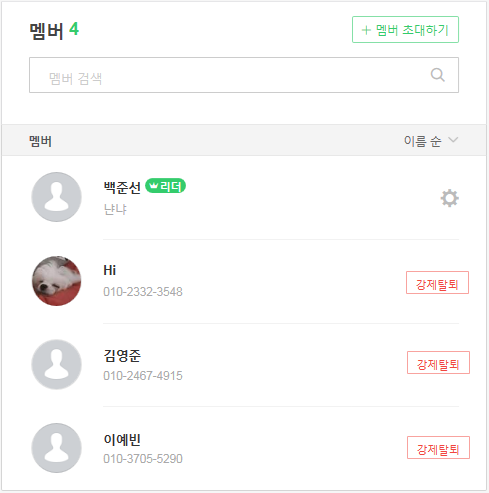 멤버 4
+ 멤버 초대하기
멤버 검색
멤버
이름 순
백준선 리더
냔냐
Hi
010-2332-3548
강제탈퇴
김영준
010-2467-4915
강제탈퇴
이예빈
010-3705-5290
강제탈퇴